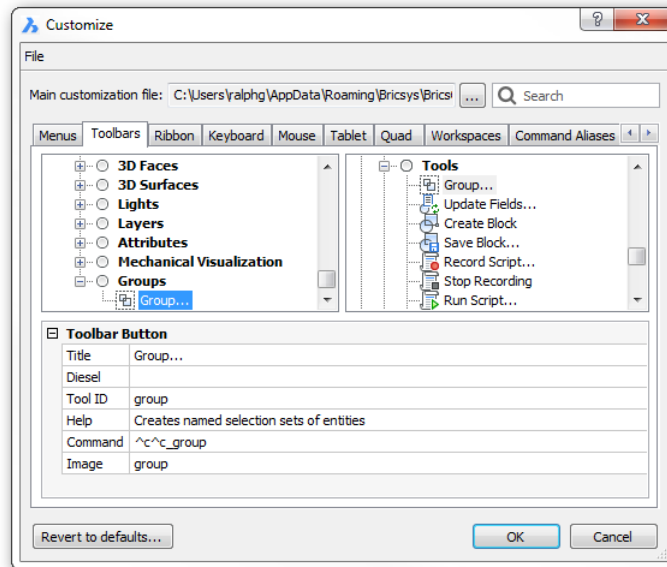 Customize
File
Main customization file: C:\Users\ralphg\AppData\Roaming\Bricsys\Brics ... Search
Menus Toolbars Ribbon Keyboard Mouse Tablet Quad Workspaces Command Aliases
3D Faces
3D Surfaces
Lights
Layers
Attributes
Mechanical Visualization
Groups
Group...
Tools
Group...
Update Fields...
Create Block
Save Block...
Record Script...
Stop Recording
Run Script...
Toolbar Button
Title Group...
Diesel
Tool ID group
Help Creates named selection sets of entities
Command ^c^c_group
Image group
Revert to defaults... OK Cancel